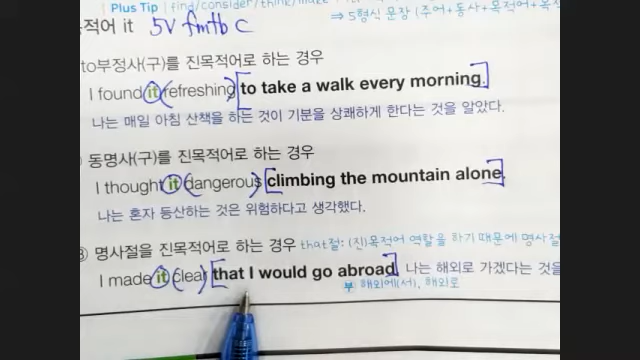 Plus Tip | find/consider/think/make
⇒ 5형식 문장 (주어+동사+목적어+목적
적어 it 5V fmtb c
to부정사(구)를 진목적어로 하는 경우
I found it refreshing to take a walk every morning.
나는 매일 아침 산책을 하는 것이 기분을 상쾌하게 한다는 것을 알았다.
동명사(구)를 진목적어로 하는 경우
I thought it dangerous climbing the mountain alone.
나는 혼자 등산하는 것은 위험하다고 생각했다.
③ 명사절을 진목적어로 하는 경우 that절: (진)목적어 역할을 하기 때문에 명사절
I made it clear that I would go abroad. 나는 해외로 가겠다는 것을
부 해외에(서), 해외로